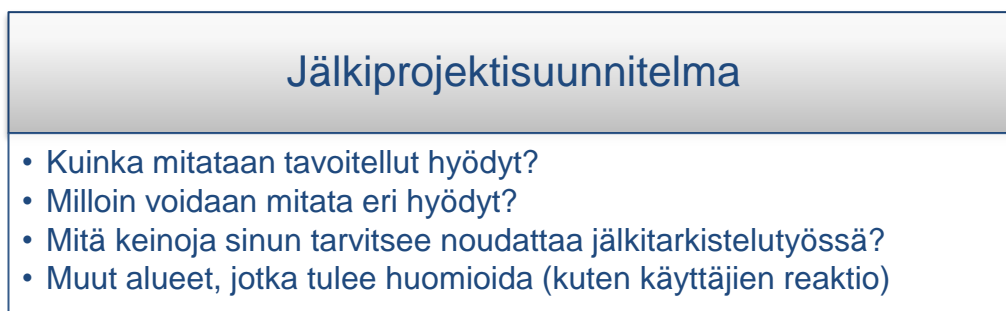 Jälkiprojektisuunnitelma
• Kuinka mitataan tavoitellut hyödyt?
• Milloin voidaan mitata eri hyödyt?
• Mitä keinoja sinun tarvitsee noudattaa jälkitarkistelutyössä?
• Muut alueet, jotka tulee huomioida (kuten käyttäjien reaktio)